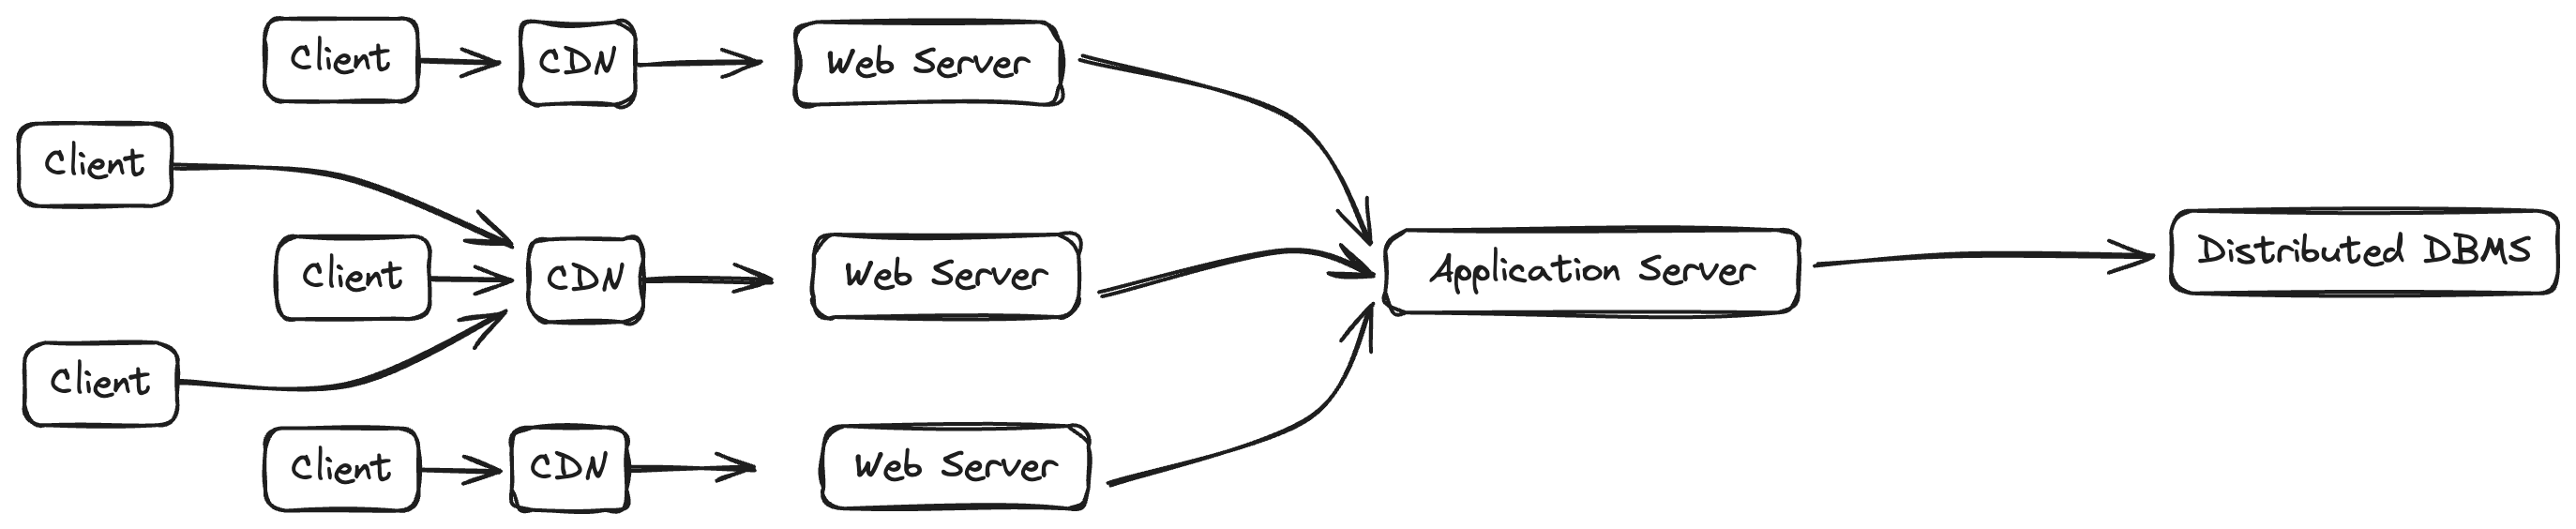 Client
CDN
Web Server
Client
Client
CDN
Web Server
Application Server
Distributed DBMS
Client
Client
CDN
Web Server